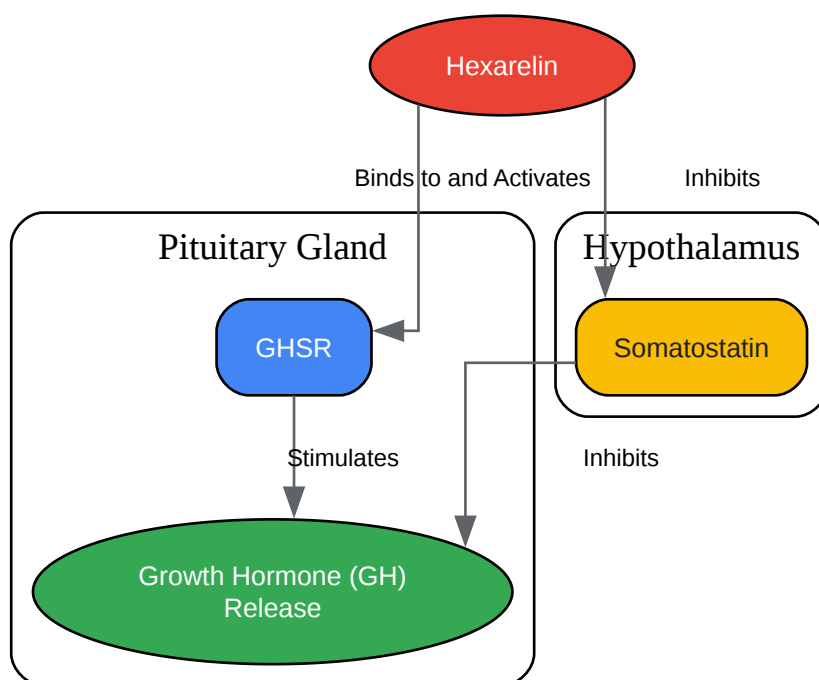 Hexarelin
Binds to and Activates
Inhibits
Pituitary Gland
Hypothalamus
GHSR
Somatostatin
Stimulates
Inhibits
Growth Hormone (GH)
Release